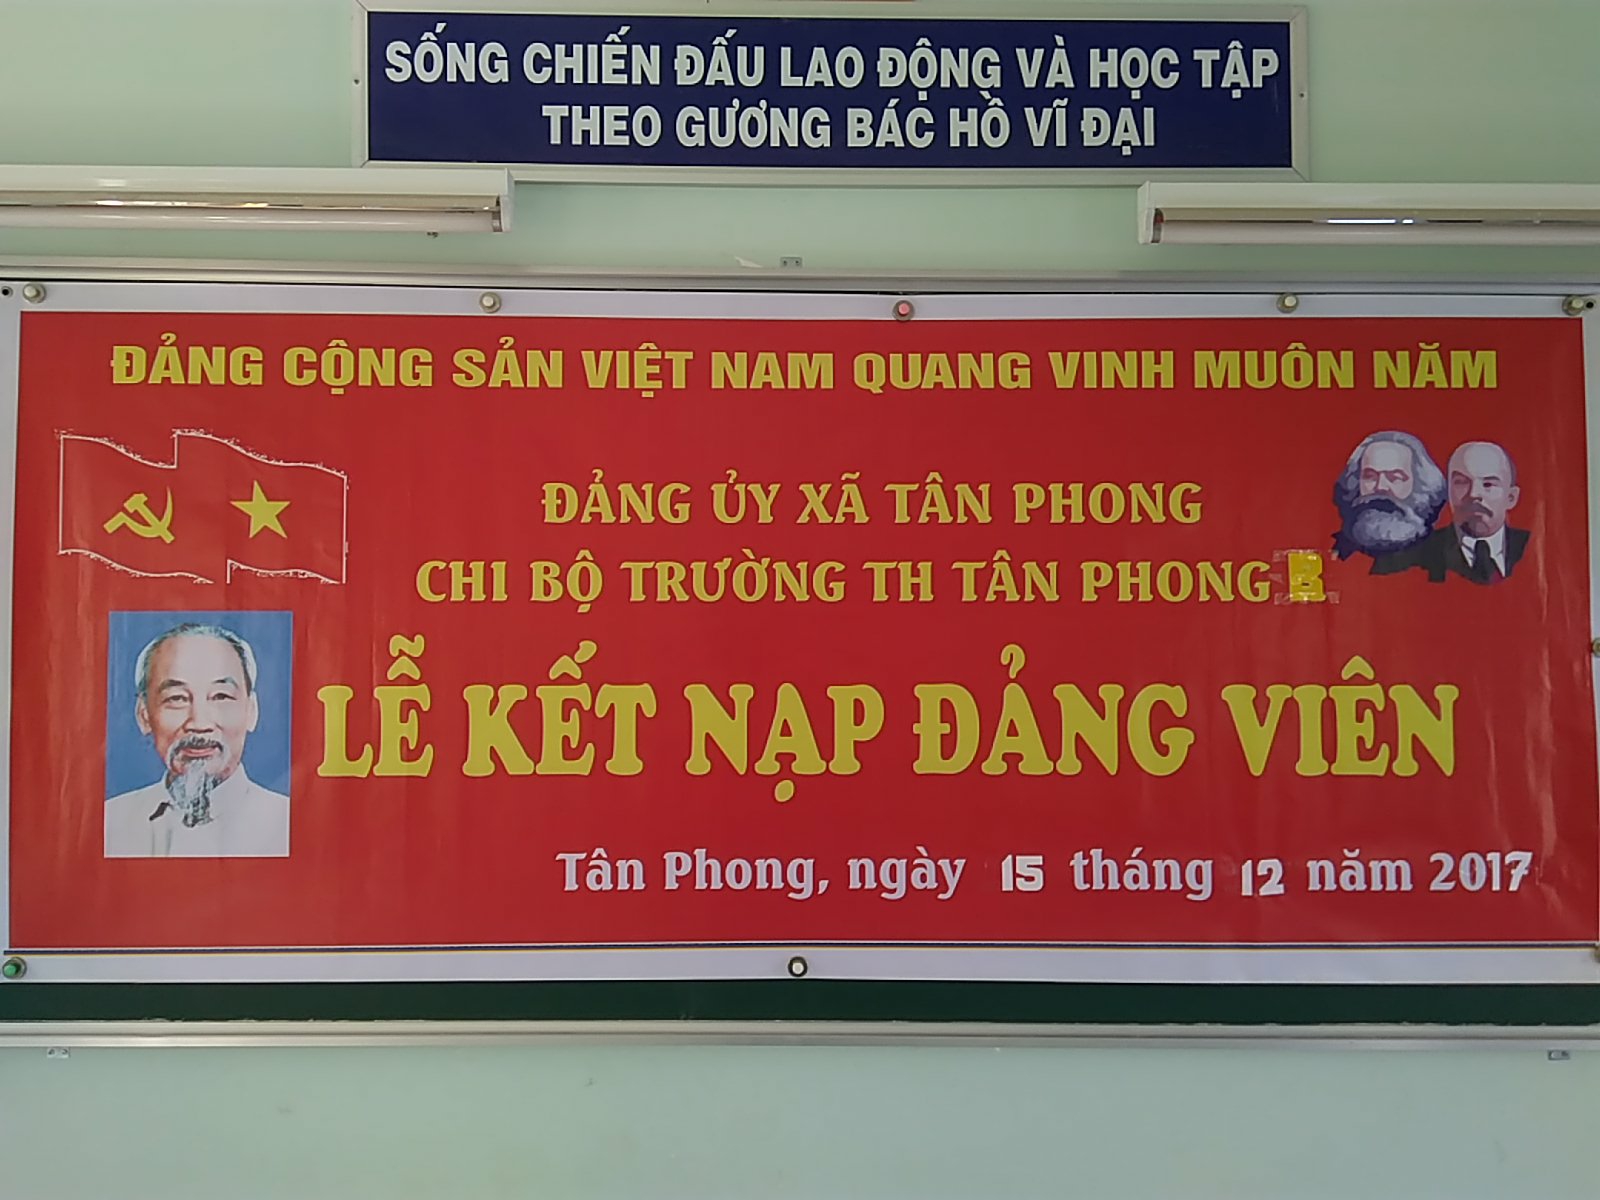 SỐNG CHIẾN ĐẤU LAO ĐỘNG VÀ HỌC TẬP
THEO GƯƠNG BÁC HỒ VĨ ĐẠI
ĐẢNG CỘNG SẢN VIỆT NAM QUANG VINH MUÔN NĂM
ĐẢNG ỦY XÃ TÂN PHONG
CHI BỘ TRƯỜNG TH TÂN PHONG B
LỄ KẾT NẠP ĐẢNG VIÊN
Tân Phong, ngày 15 tháng 12 năm 2017